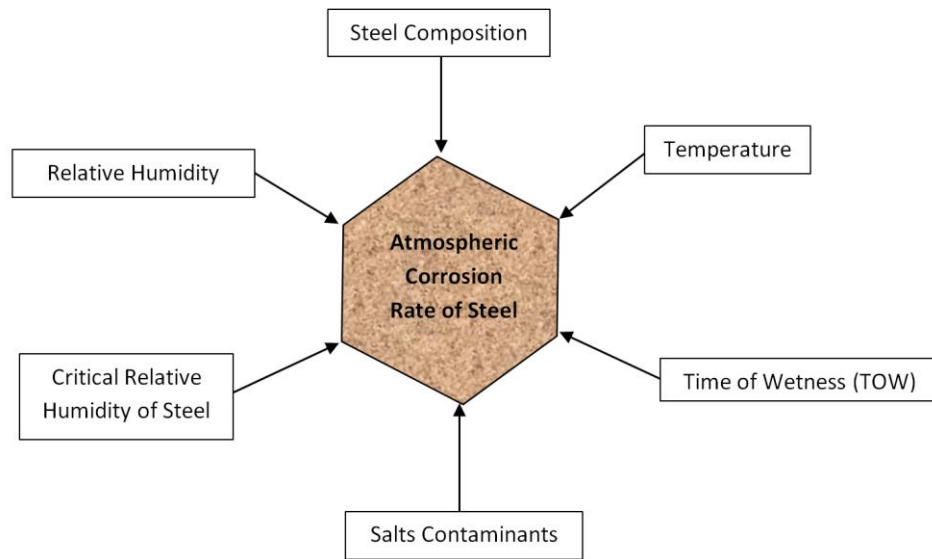 Steel Composition
Temperature
Relative Humidity
Atmospheric
Corrosion
Rate of Steel
Critical Relative
Humidity of Steel
Time of Wetness (TOW)
Salts Contaminants